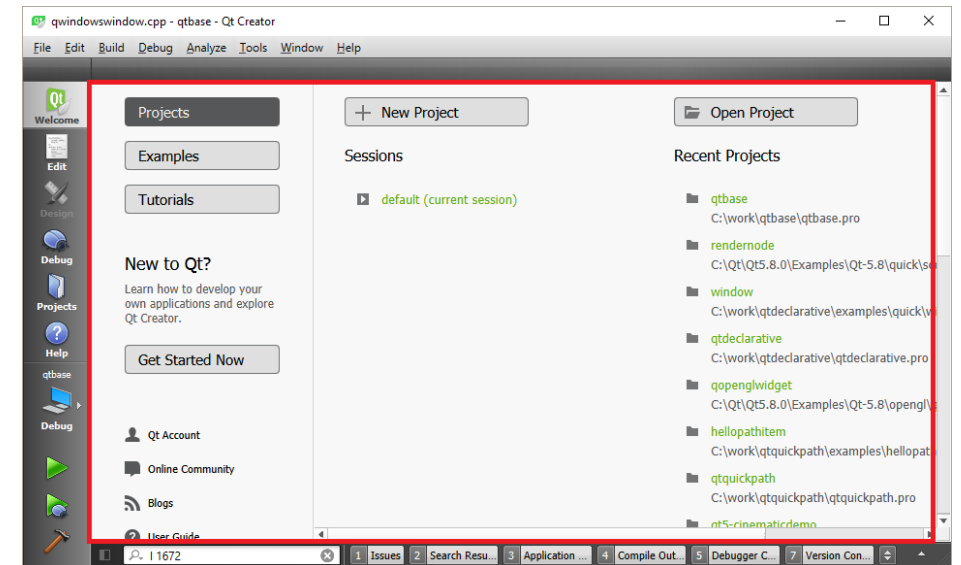 qwindowswindow.cpp - qtbase - Qt Creator
File Edit Build Debug Analyze Tools Window Help
Qt
Welcome
Edit
Design
Debug
Projects
Help
qtbase
Debug
Projects
Examples
Tutorials
New to Qt?
Learn how to develop your
own applications and explore
Qt Creator.
Get Started Now
Qt Account
Online Community
Blogs
User Guide
New Project
Sessions
default (current session)
Open Project
Recent Projects
qtbase
C:\work\qtbase\qtbase.pro
rendernode
C:\Qt\Qt5.8.0\Examples\Qt-5.8\quick\
window
C:\work\qtdeclarative\examples\quick\
qtdeclarative
C:\work\qtdeclarative\qtdeclarative.pro
qopenglwidget
C:\Qt\Qt5.8.0\Examples\Qt-5.8\opengl\
hellopathitem
C:\work\qtquickpath\examples\hellopat
qtquickpath
C:\work\qtquickpath\qtquickpath.pro
qt5-cinematicdemo
l 1672
1 Issues 2 Search Resu... 3 Application ... 4 Compile Out... 5 Debugger C... 7 Version Con...